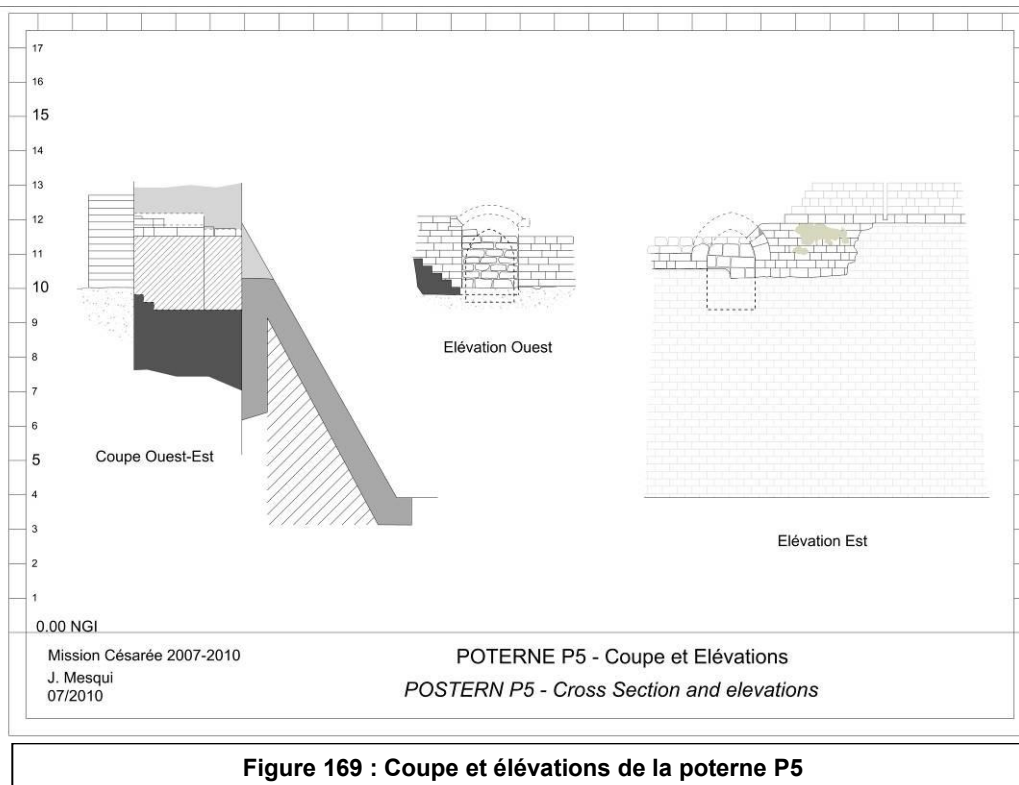 17
16
15
14
13
12
11
10
9
8
7
6
5
4
3
2
1
0.00 NGI
Coupe Ouest-Est
Elévation Ouest
Elévation Est
Mission Césarée 2007-2010
J. Mesqui
07/2010
POTERNE P5 - Coupe et Elévations
POSTERN P5 - Cross Section and elevations
Figure 169 : Coupe et élévations de la poterne P5